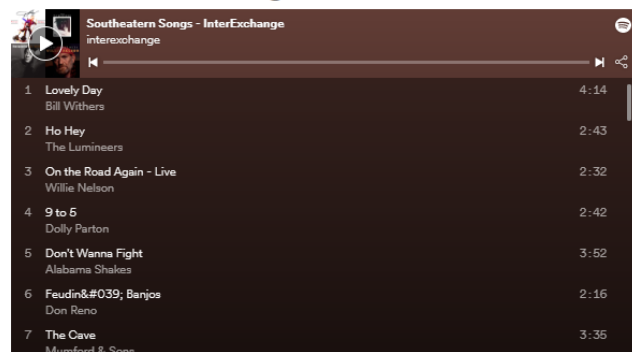 Southeatern Songs - InterExchange
interexchange
1 Lovely Day 4:14
Bill Withers
2 Ho Hey 2:43
The Lumineers
3 On the Road Again - Live 2:32
Willie Nelson
4 9 to 5 2:42
Dolly Parton
5 Don't Wanna Fight 3:52
Alabama Shakes
6 Feudin&#039; Banjos 2:16
Don Reno
7 The Cave 3:35
Mumford & Sons